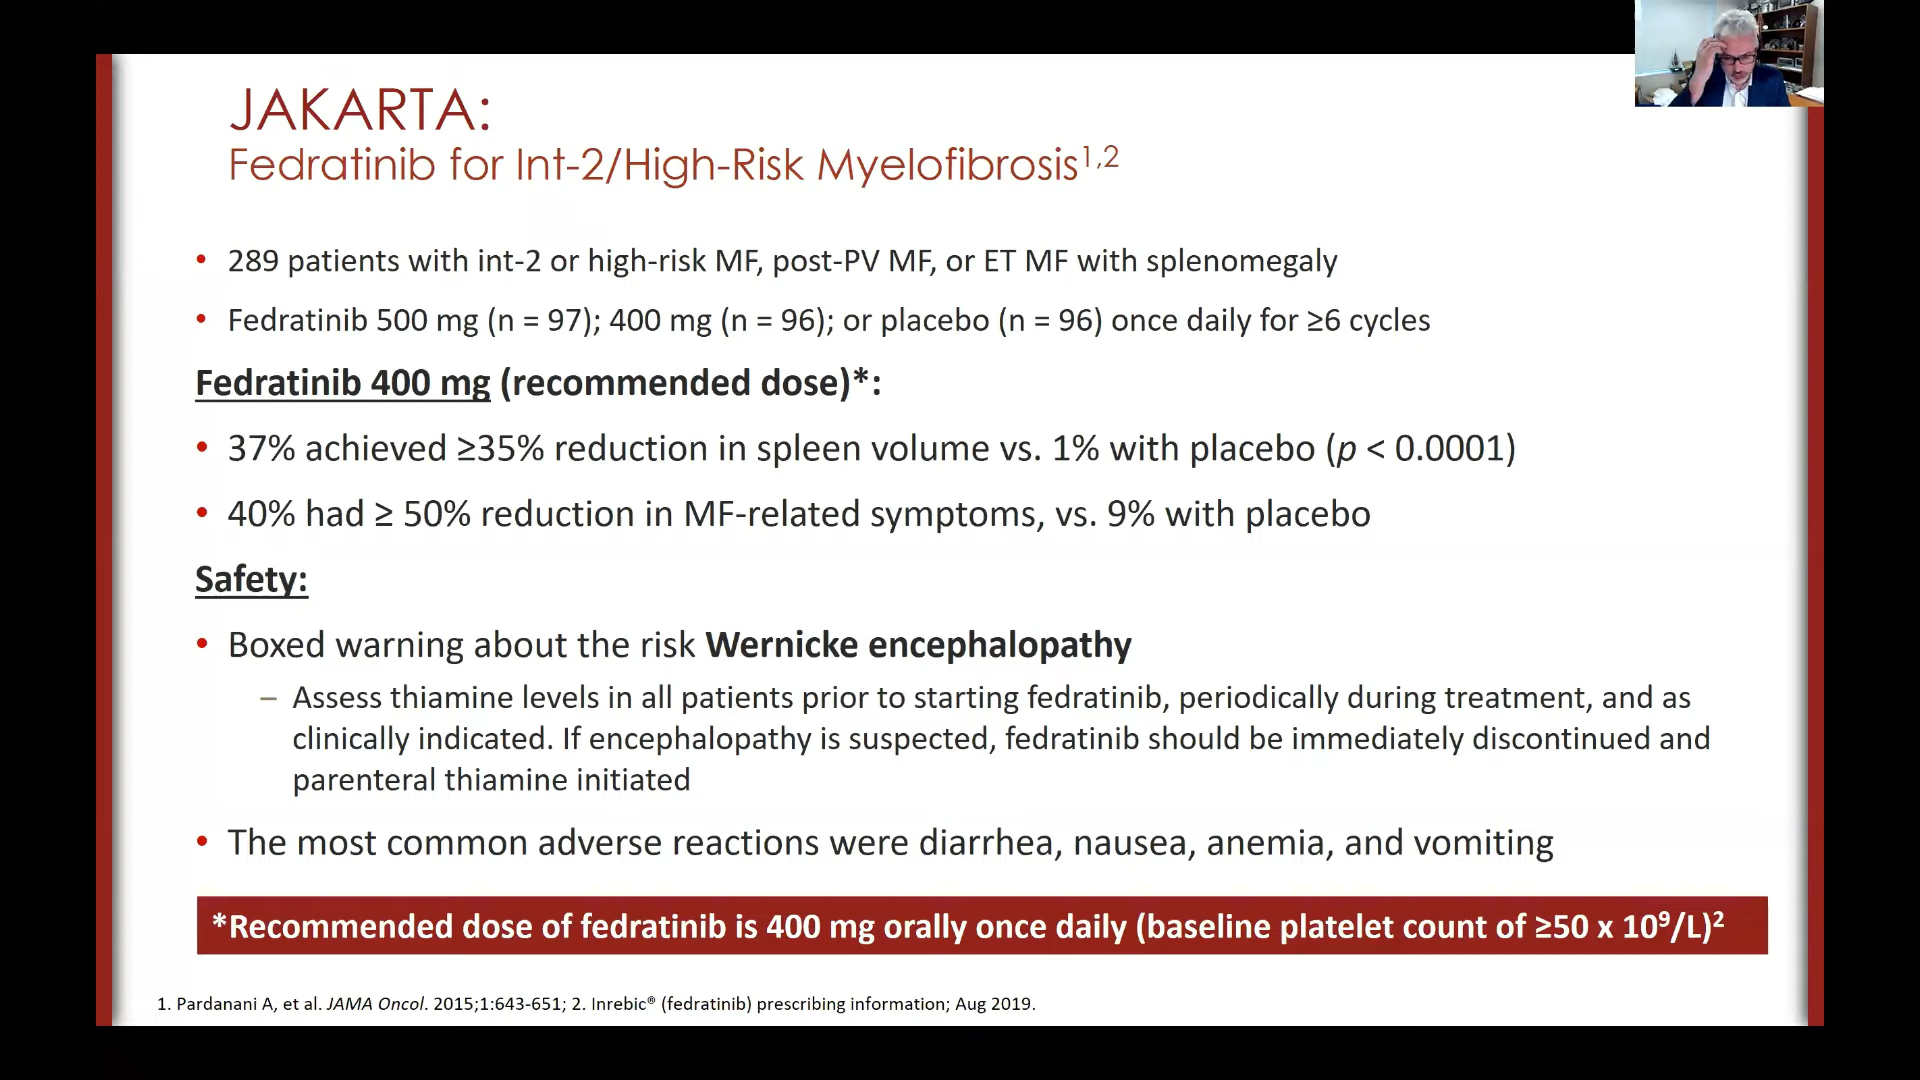 JAKARTA:
Fedratinib for Int-2/High-Risk Myelofibrosis1,2
• 289 patients with int-2 or high-risk MF, post-PV MF, or ET MF with splenomegaly
• Fedratinib 500 mg (n = 97); 400 mg (n = 96); or placebo (n = 96) once daily for ≥6 cycles
Fedratinib 400 mg (recommended dose)*:
• 37% achieved ≥35% reduction in spleen volume vs. 1% with placebo (p < 0.0001)
• 40% had ≥ 50% reduction in MF-related symptoms, vs. 9% with placebo
Safety:
• Boxed warning about the risk Wernicke encephalopathy
– Assess thiamine levels in all patients prior to starting fedratinib, periodically during treatment, and as
clinically indicated. If encephalopathy is suspected, fedratinib should be immediately discontinued and
parenteral thiamine initiated
• The most common adverse reactions were diarrhea, nausea, anemia, and vomiting
*Recommended dose of fedratinib is 400 mg orally once daily (baseline platelet count of ≥50 x 10⁹/L)²
1. Pardanani A, et al. JAMA Oncol. 2015;1:643-651; 2. Inrebic® (fedratinib) prescribing information; Aug 2019.